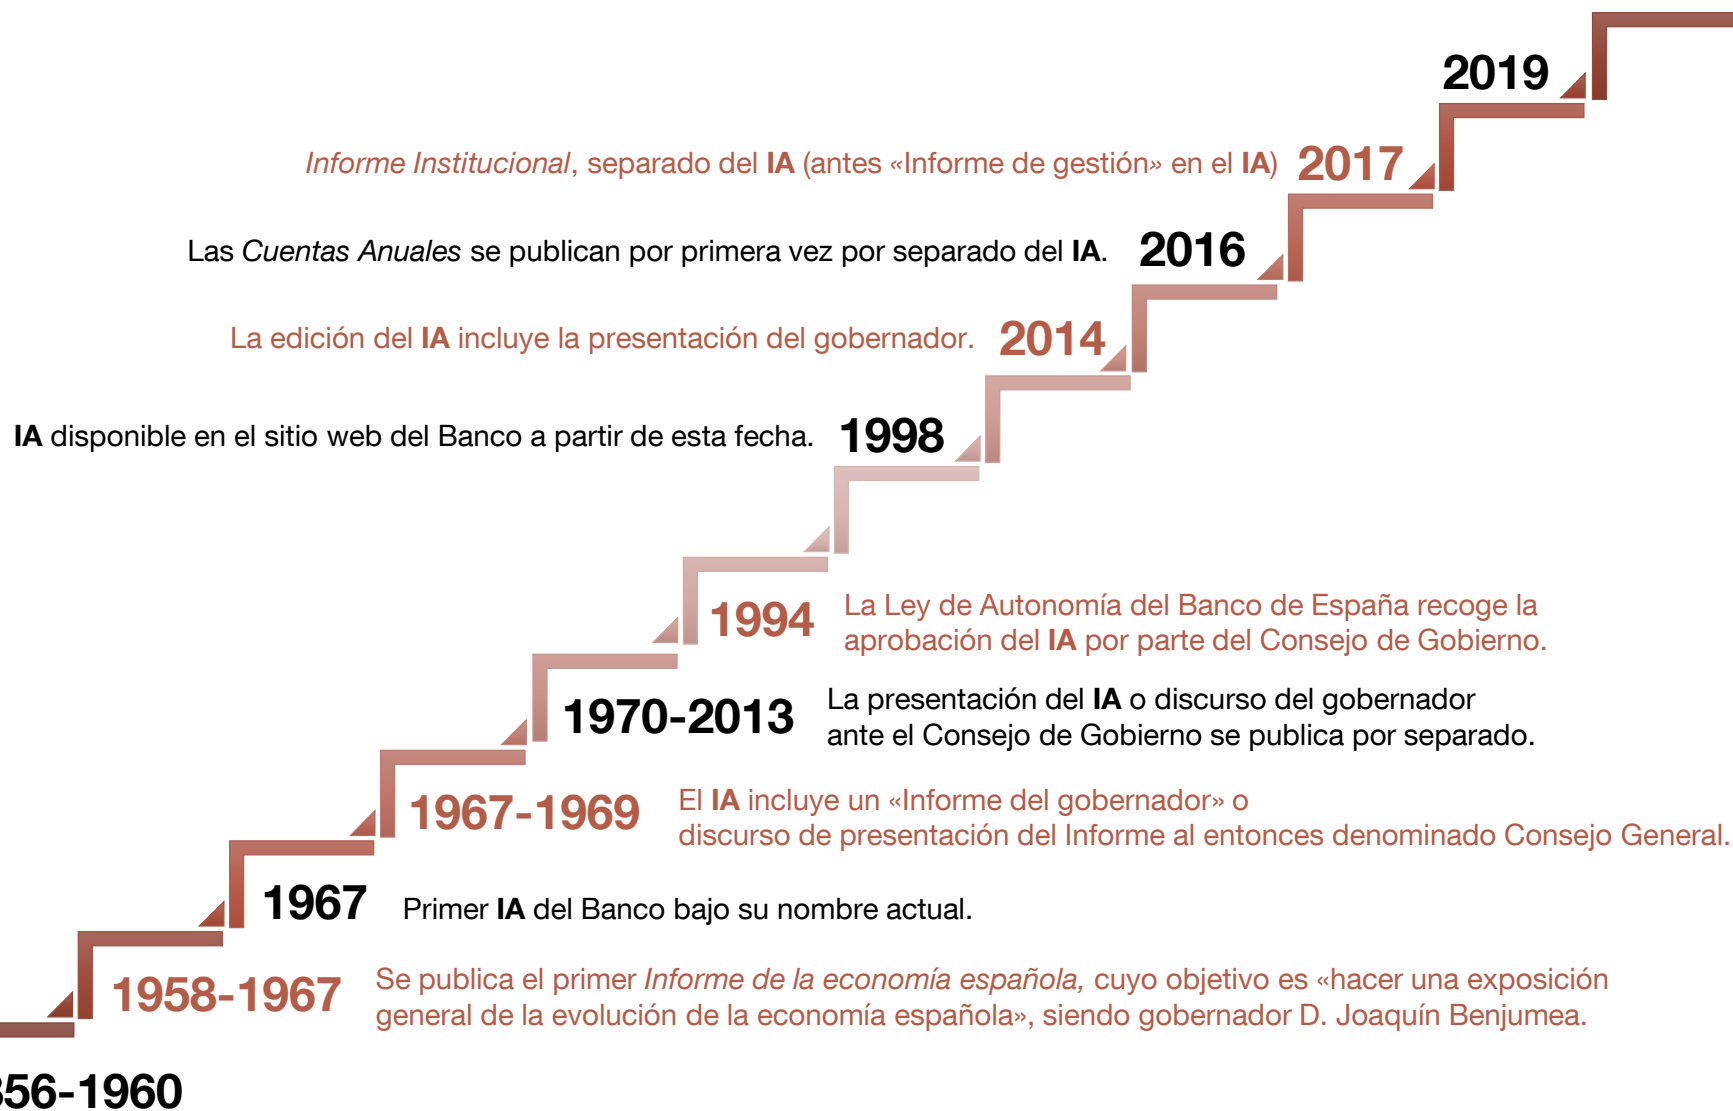 2019
Informe Institucional, separado del IA (antes «Informe de gestión» en el IA) 2017
Las Cuentas Anuales se publican por primera vez por separado del IA. 2016
La edición del IA incluye la presentación del gobernador. 2014
IA disponible en el sitio web del Banco a partir de esta fecha. 1998
1994
La Ley de Autonomía del Banco de España recoge la
aprobación del IA por parte del Consejo de Gobierno.
1970-2013
La presentación del IA o discurso del gobernador
ante el Consejo de Gobierno se publica por separado.
1967-1969
El IA incluye un «Informe del gobernador» o
discurso de presentación del Informe al entonces denominado Consejo General.
1967 Primer IA del Banco bajo su nombre actual.
1958-1967
Se publica el primer Informe de la economía española, cuyo objetivo es «hacer una exposición
general de la evolución de la economía española», siendo gobernador D. Joaquín Benjumea.
56-1960